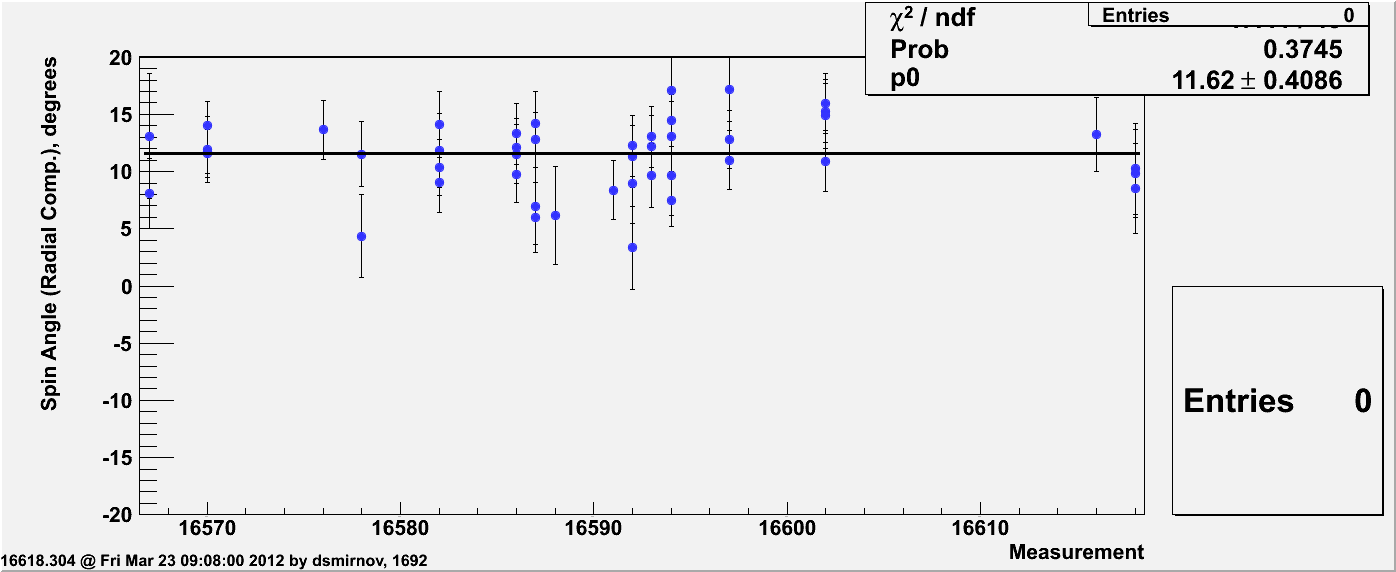 χ² / ndf
Entries 0
Prob 0.3745
p0 11.62 ± 0.4086
Spin Angle (Radial Comp.), degrees
20
15
10
5
0
-5
-10
-15
-20
16570 16580 16590 16600 16610
Measurement
Entries 0
16618.304 @ Fri Mar 23 09:08:00 2012 by dsmirnov, 1692